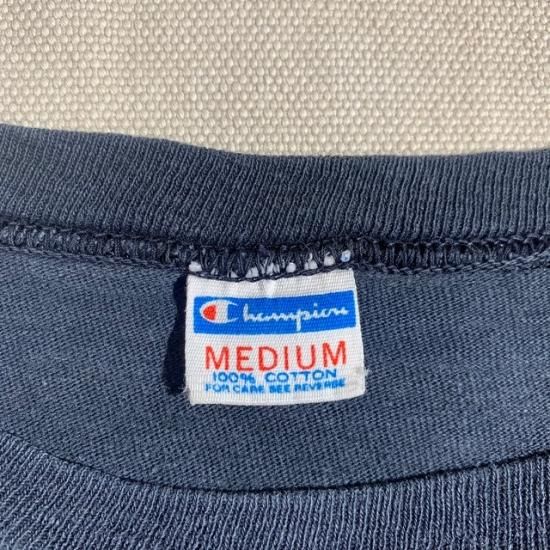 Champion
MEDIUM
100% COTTON
FOR CARE SEE REVERSE